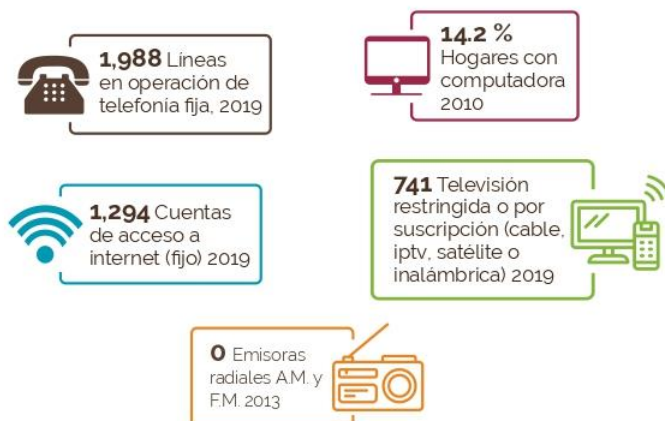 1,988 Líneas
en operación de
telefonía fija, 2019
14.2 %
Hogares con
computadora
2010
1,294 Cuentas
de acceso a
internet (fijo) 2019
741 Televisión
restringida o por
suscripción (cable,
iptv, satélite o
inalámbrica) 2019
0 Emisoras
radiales A.M. y
F.M. 2013